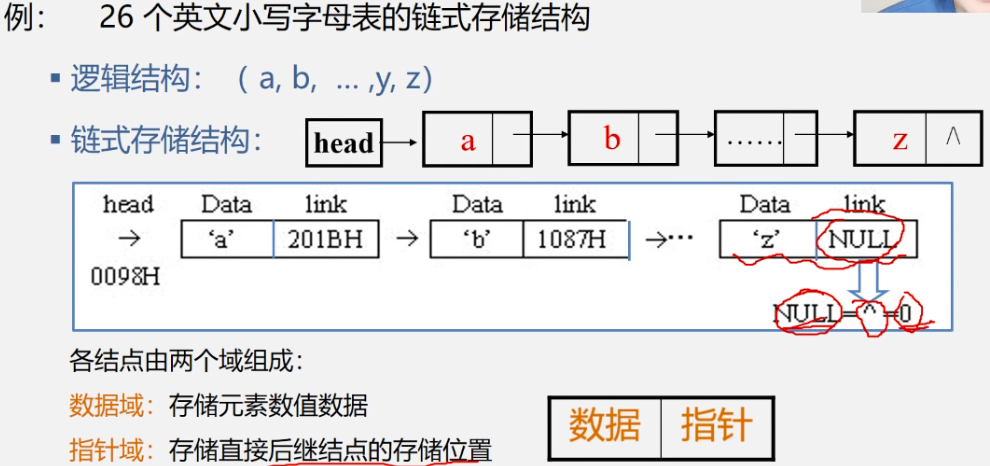 例： 26 个英文小写字母表的链式存储结构
▪ 逻辑结构：（ a, b, … ,y, z）
▪ 链式存储结构： head a b …… z ^
head Data link Data link Data link
→ ‘a’ 201BH → ‘b’ 1087H →… ‘z’ NULL
0098H
NULL=^=0
各结点由两个域组成：
数据域：存储元素数值数据
指针域：存储直接后继结点的存储位置
数据 指针